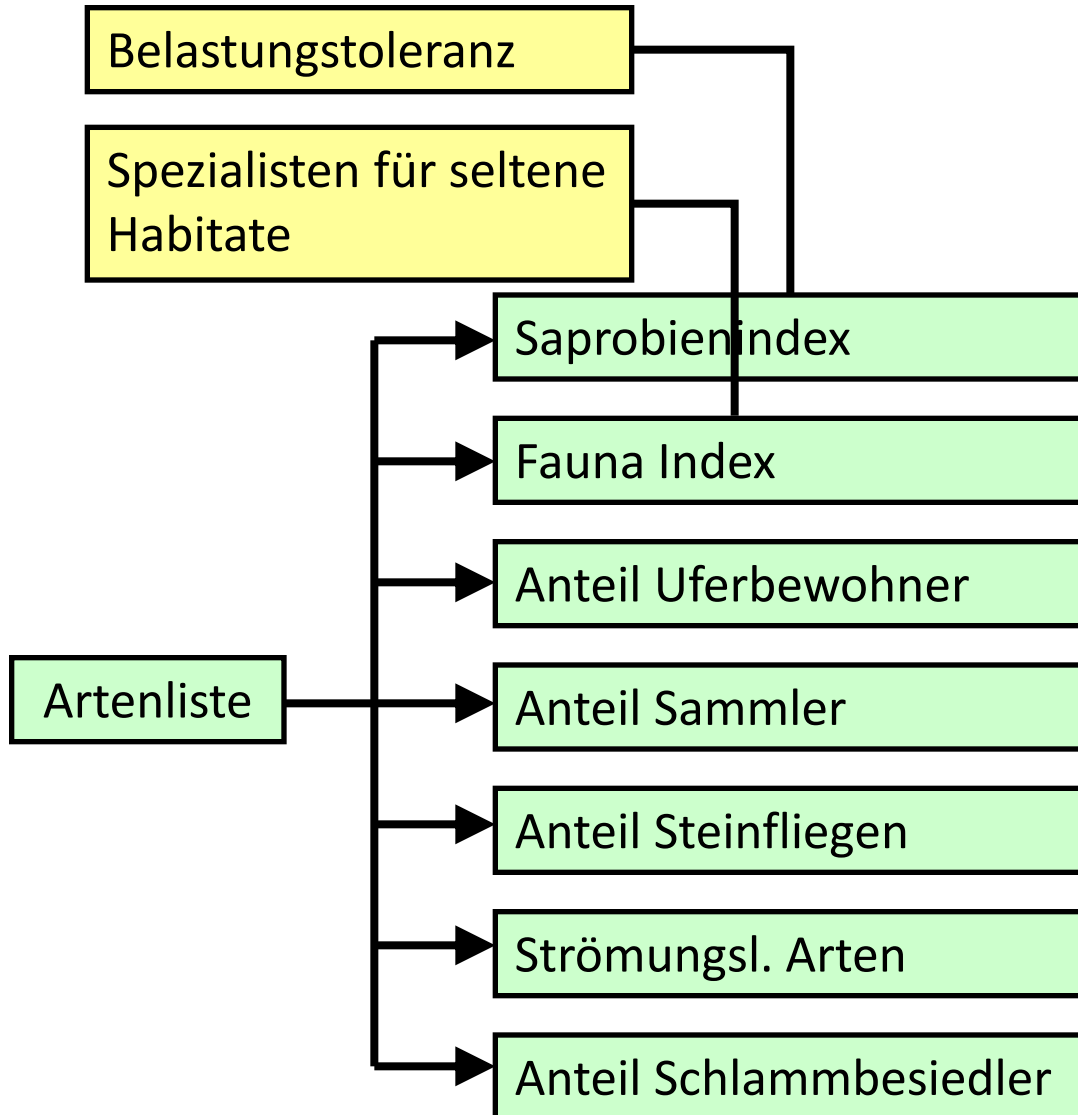 Belastungstoleranz
Spezialisten für seltene
Habitate
Saprobienindex
Fauna Index
Anteil Uferbewohner
Artenliste
Anteil Sammler
Anteil Steinfliegen
Strömungsl. Arten
Anteil Schlammbesiedler